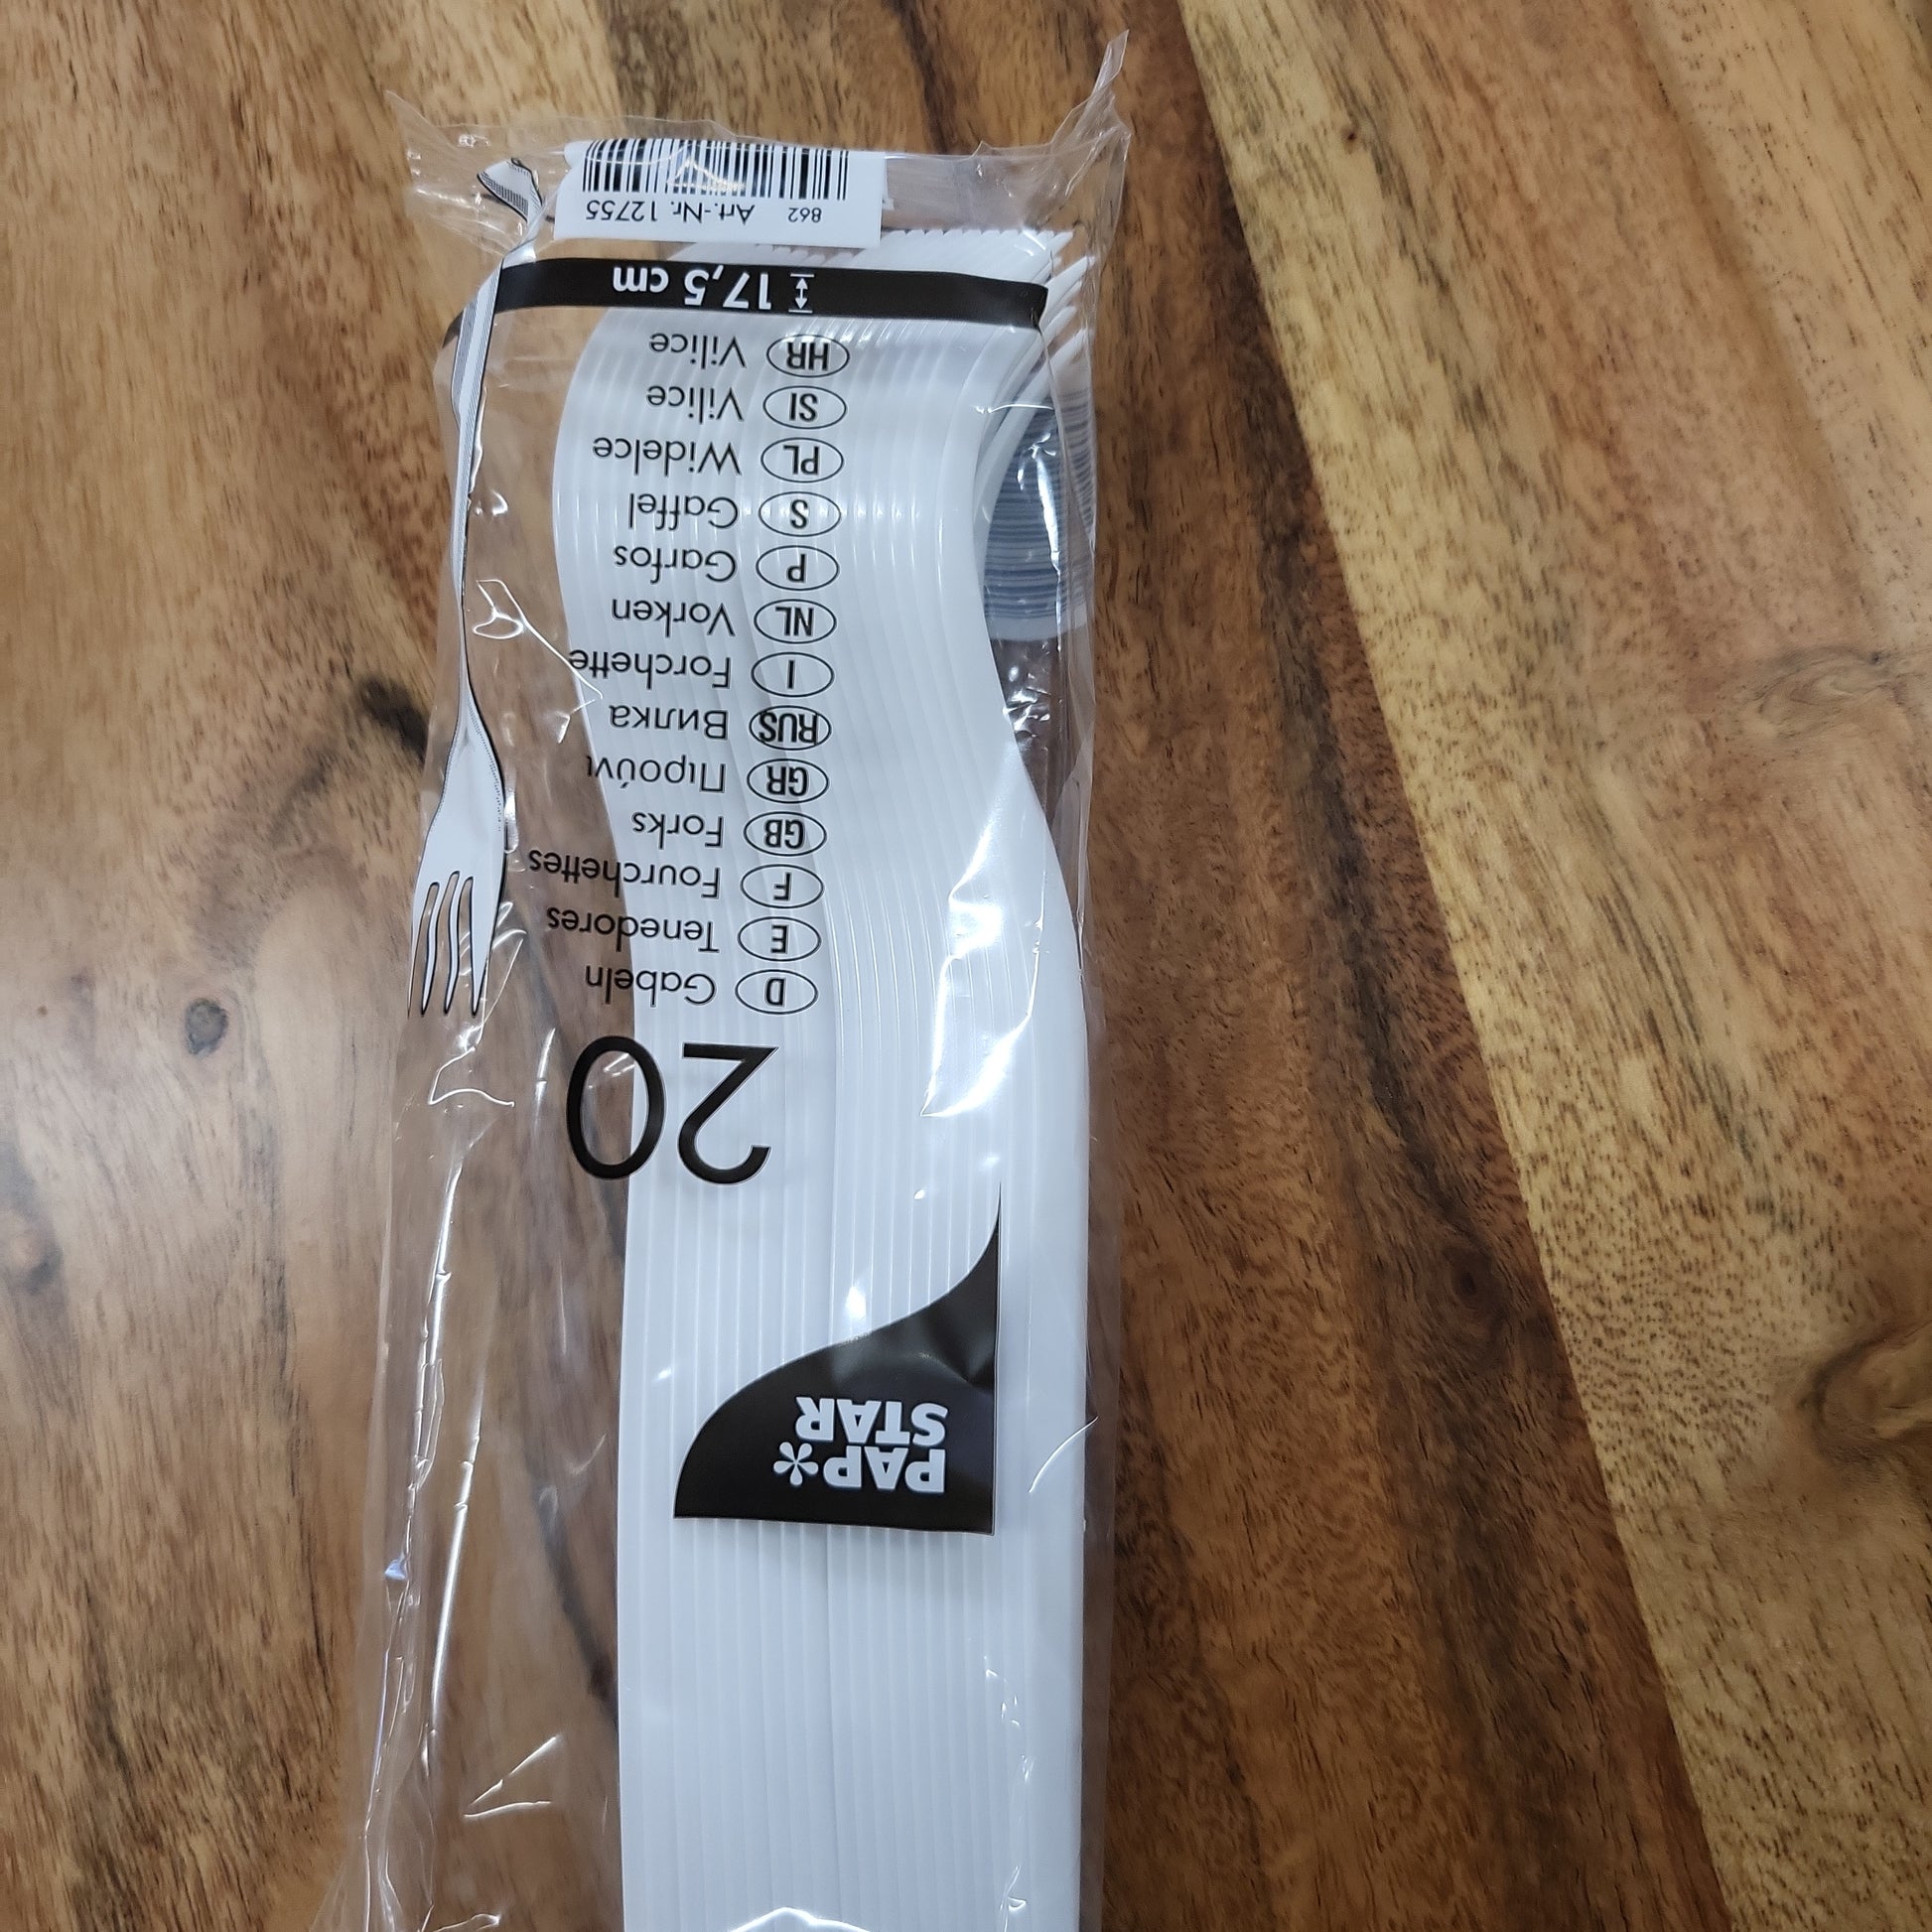 PAP*
STAR
20
D Gabeln
E Tenedores
F Fourchettes
GB Forks
GR Πιρούνι
RUS Вилка
I Forchette
NL Vorken
P Garfos
S Gaffel
PL Widelce
SI Vilice
HR Vilice
17,5 cm
862 Art.-Nr. 12755